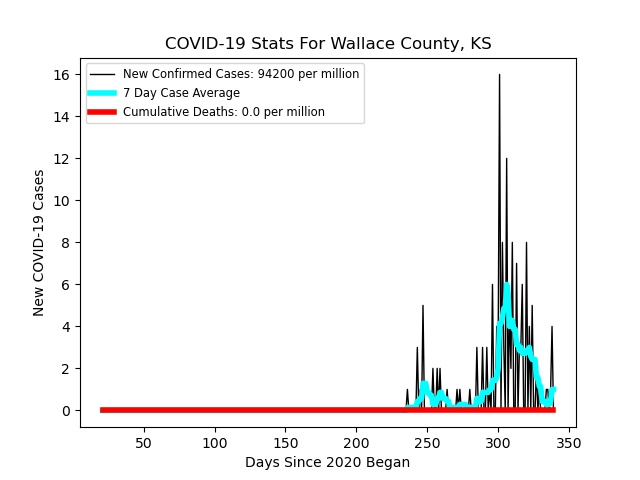 COVID-19 Stats For Wallace County, KS
New Confirmed Cases: 94200 per million
7 Day Case Average
Cumulative Deaths: 0.0 per million
New COVID-19 Cases
16
14
12
10
8
6
4
2
0
50 100 150 200 250 300 350
Days Since 2020 Began